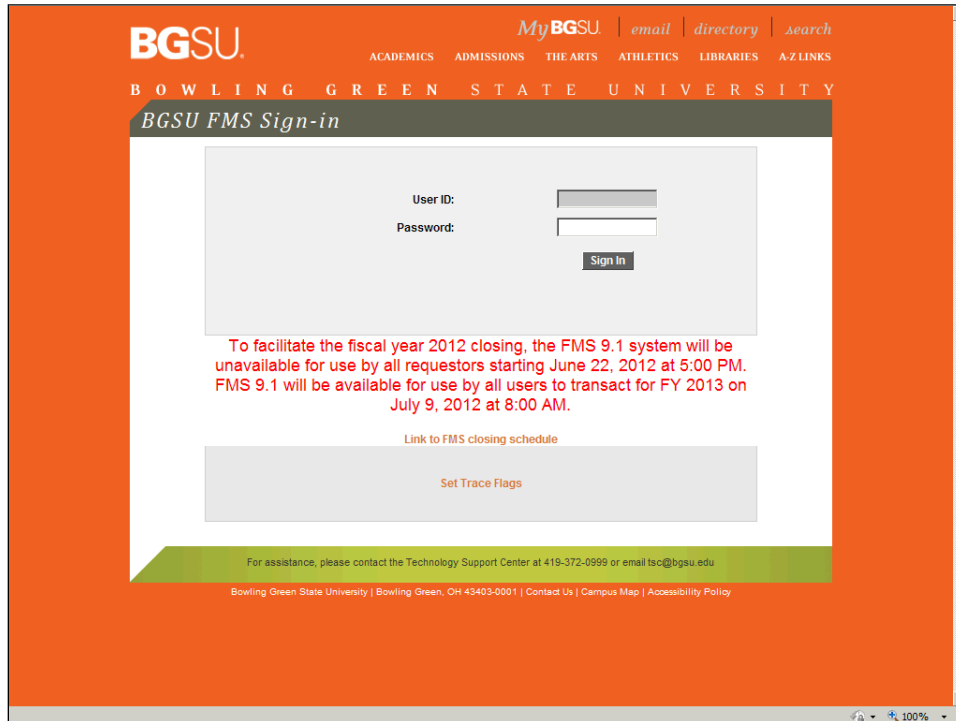 BGSU.
MyBGSU. | email | directory | search
ACADEMICS ADMISSIONS THE ARTS ATHLETICS LIBRARIES A-Z LINKS
BOWLING GREEN STATE UNIVERSITY
BGSU FMS Sign-in
User ID:
Password:
Sign In
To facilitate the fiscal year 2012 closing, the FMS 9.1 system will be
unavailable for use by all requestors starting June 22, 2012 at 5:00 PM.
FMS 9.1 will be available for use by all users to transact for FY 2013 on
July 9, 2012 at 8:00 AM.
Link to FMS closing schedule
Set Trace Flags
For assistance, please contact the Technology Support Center at 419-372-0999 or email tsc@bgsu.edu
Bowling Green State University | Bowling Green, OH 43403-0001 | Contact Us | Campus Map | Accessibility Policy
100%